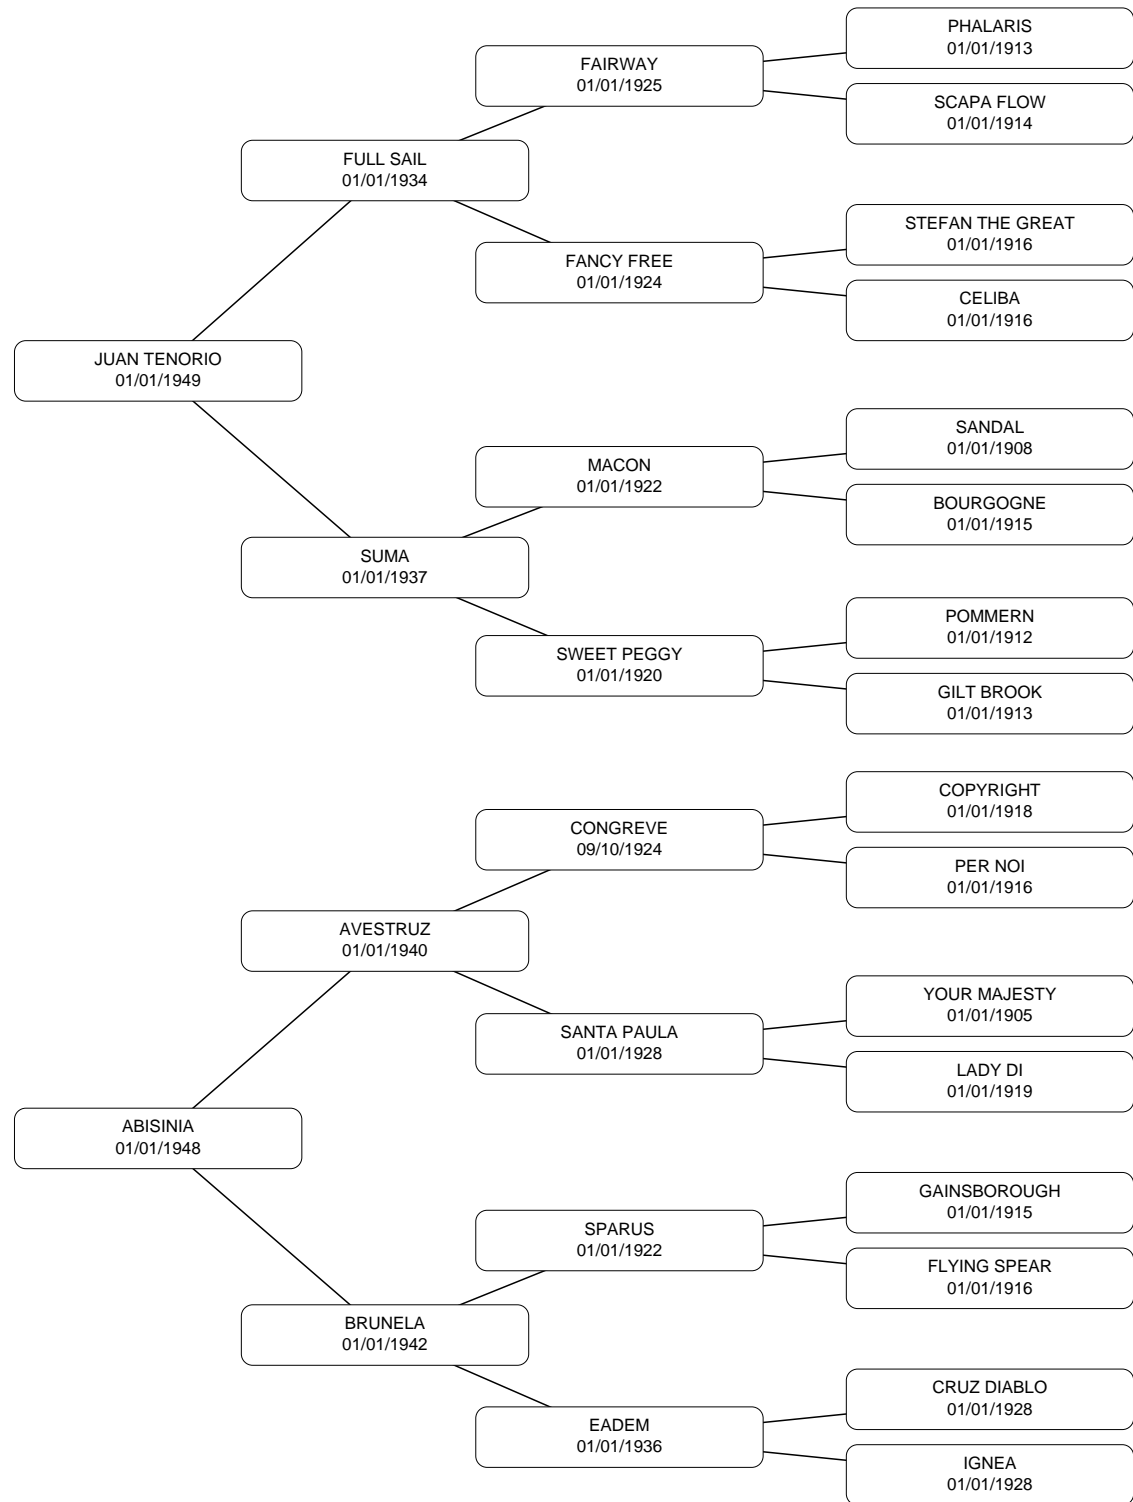 PHALARIS
01/01/1913
FAIRWAY
01/01/1925
SCAPA FLOW
01/01/1914
FULL SAIL
01/01/1934
STEFAN THE GREAT
01/01/1916
FANCY FREE
01/01/1924
CELIBA
01/01/1916
JUAN TENORIO
01/01/1949
SANDAL
01/01/1908
MACON
01/01/1922
BOURGOGNE
01/01/1915
SUMA
01/01/1937
POMMERN
01/01/1912
SWEET PEGGY
01/01/1920
GILT BROOK
01/01/1913
COPYRIGHT
01/01/1918
CONGREVE
09/10/1924
PER NOI
01/01/1916
AVESTRUZ
01/01/1940
YOUR MAJESTY
01/01/1905
SANTA PAULA
01/01/1928
LADY DI
01/01/1919
ABISINIA
01/01/1948
GAINSBOROUGH
01/01/1915
SPARUS
01/01/1922
FLYING SPEAR
01/01/1916
BRUNELA
01/01/1942
CRUZ DIABLO
01/01/1928
EADEM
01/01/1936
IGNEA
01/01/1928